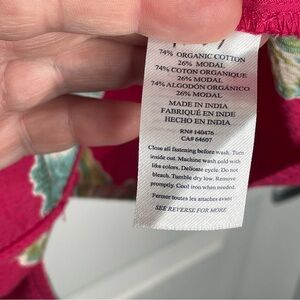 74% ORGANIC COTTON
26% MODAL
74% COTON ORGANIQUE
26% MODAL
74% ALGODÓN ORGÁNICO
26% MODAL
MADE IN INDIA
FABRIQUÉ EN INDE
HECHO EN INDIA
RN# 140476
CA# 64607
Close all fastening before wash. Turn
inside out. Machine wash cold with
like colors. Delicate cycle. Do not
bleach. Tumble dry low. Remove
promptly. Cool iron when needed.
Fermer toutes les attaches avant
SEE REVERSE FOR MORE